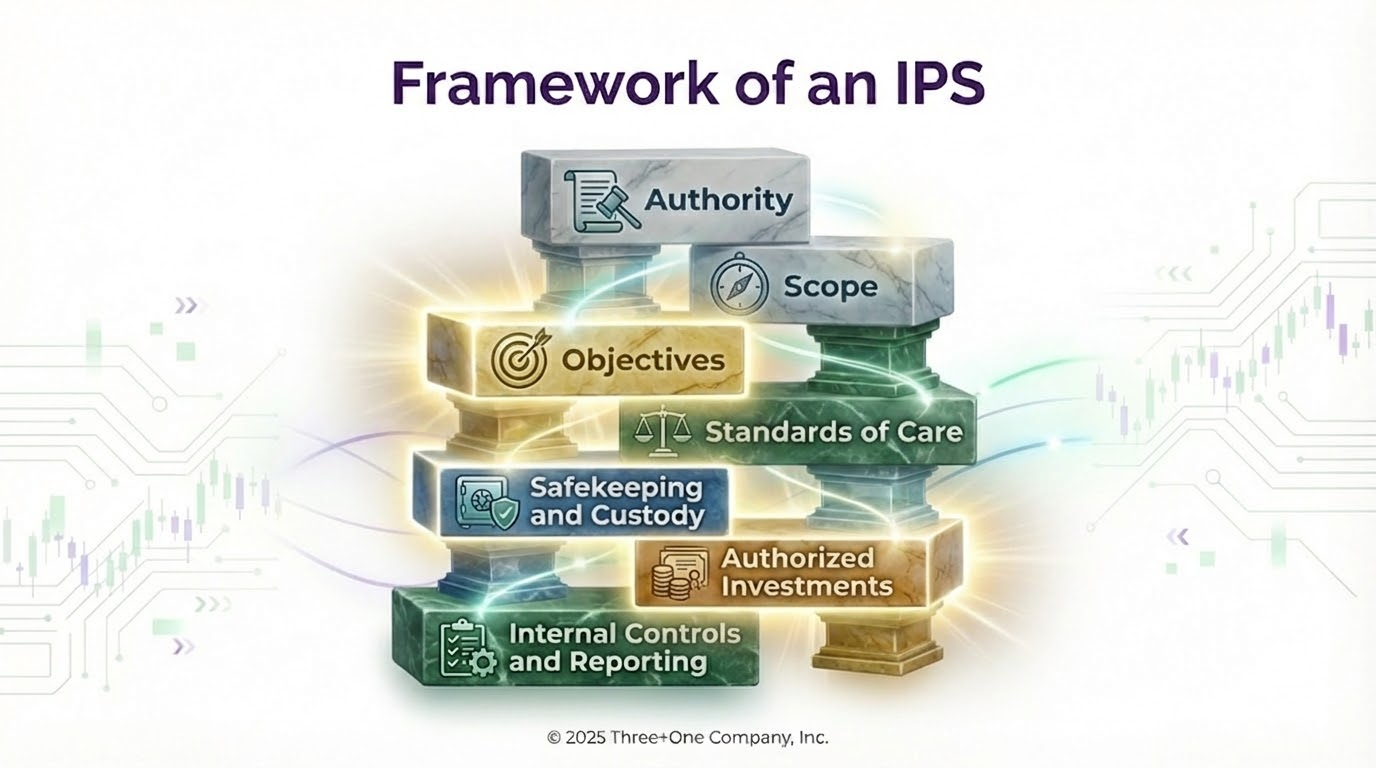 Framework of an IPS
Authority
Scope
Objectives
Standards of Care
Safekeeping
and Custody
Authorized
Investments
Internal Controls
and Reporting
© 2025 Three+One Company, Inc.